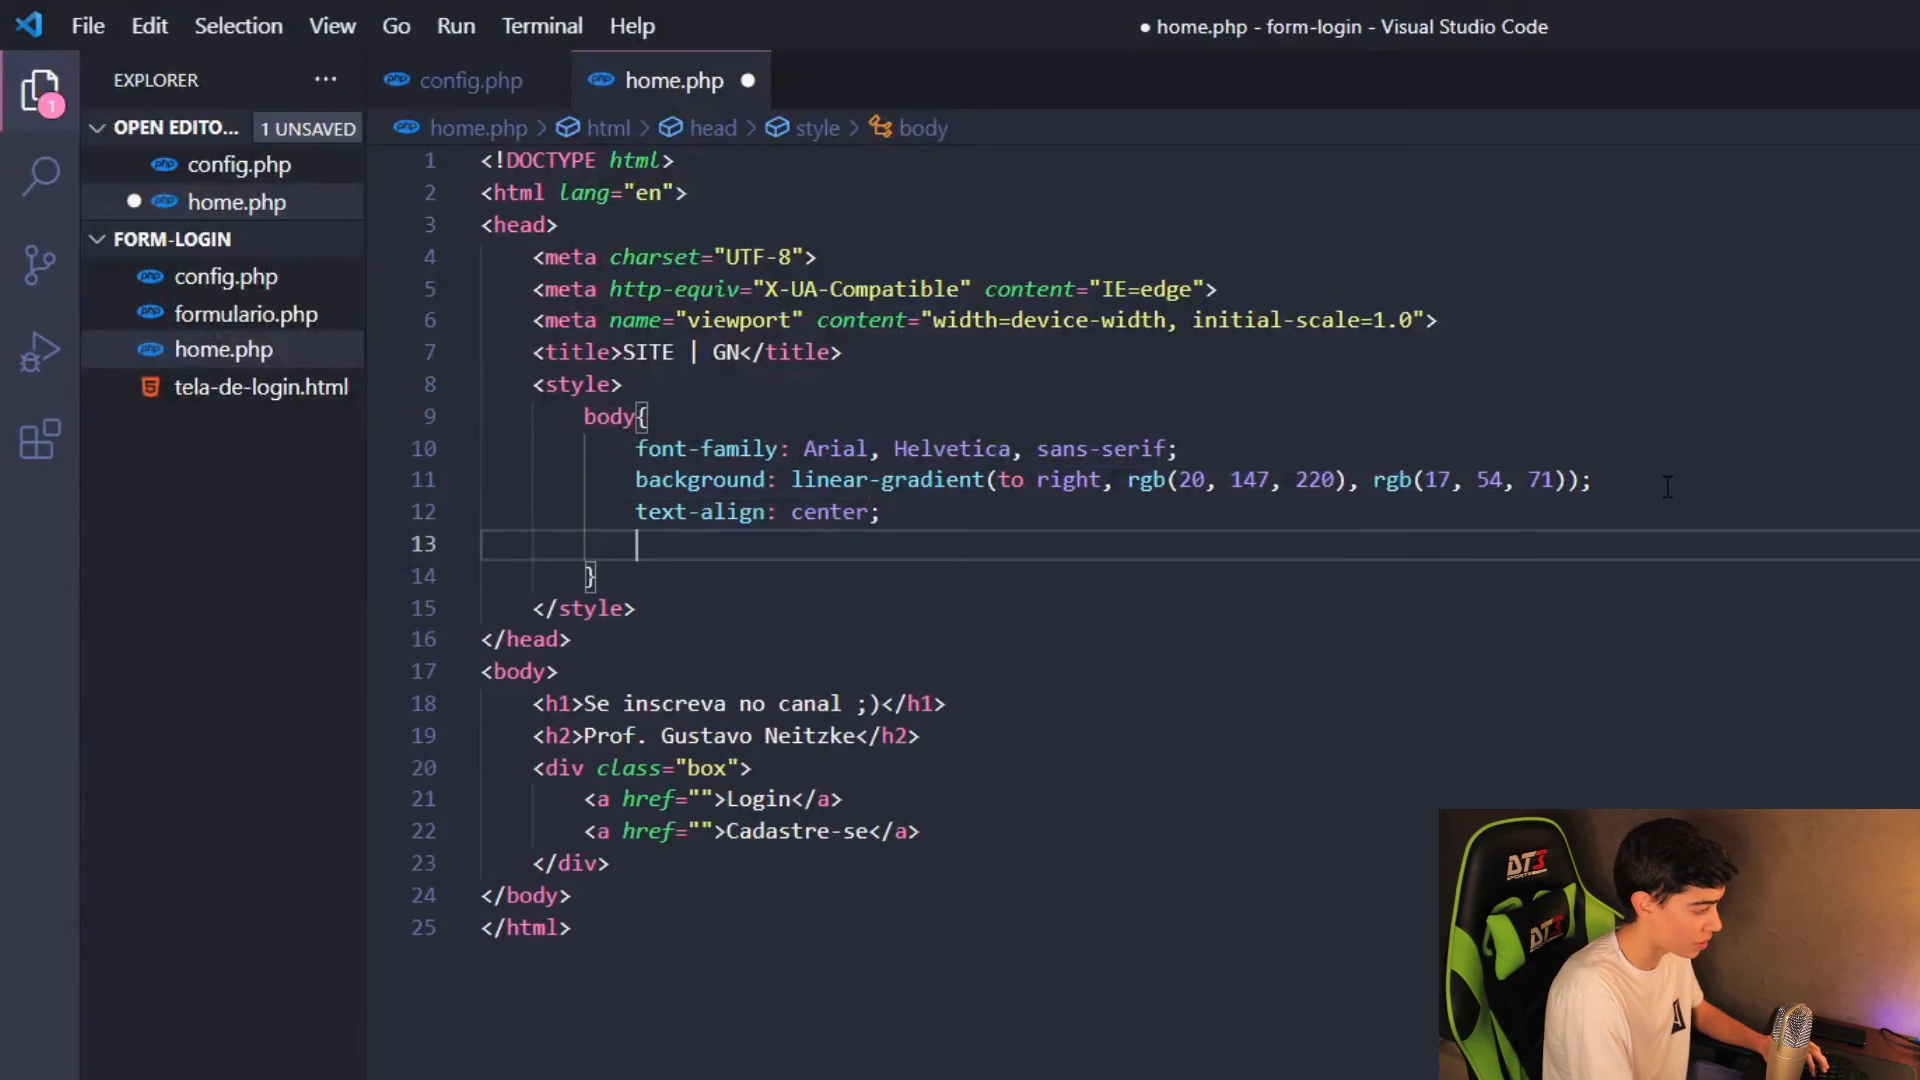 File Edit Selection View Go Run Terminal Help
● home.php - form-login - Visual Studio Code
1
EXPLORER ···
OPEN EDITO... 1 UNSAVED
config.php
home.php
FORM-LOGIN
config.php
formulario.php
home.php
tela-de-login.html
config.php home.php ●
home.php > html > head > style > body
1 <!DOCTYPE html>
2 <html lang="en">
3 <head>
4 <meta charset="UTF-8">
5 <meta http-equiv="X-UA-Compatible" content="IE=edge">
6 <meta name="viewport" content="width=device-width, initial-scale=1.0">
7 <title>SITE | GN</title>
8 <style>
9 body{
10 font-family: Arial, Helvetica, sans-serif;
11 background: linear-gradient(to right, rgb(20, 147, 220), rgb(17, 54, 71));
12 text-align: center;
13
14 }
15 </style>
16 </head>
17 <body>
18 <h1>Se inscreva no canal ;)</h1>
19 <h2>Prof. Gustavo Neitzke</h2>
20 <div class="box">
21 <a href="">Login</a>
22 <a href="">Cadastre-se</a>
23 </div>
24 </body>
25 </html>
DT3
DT3